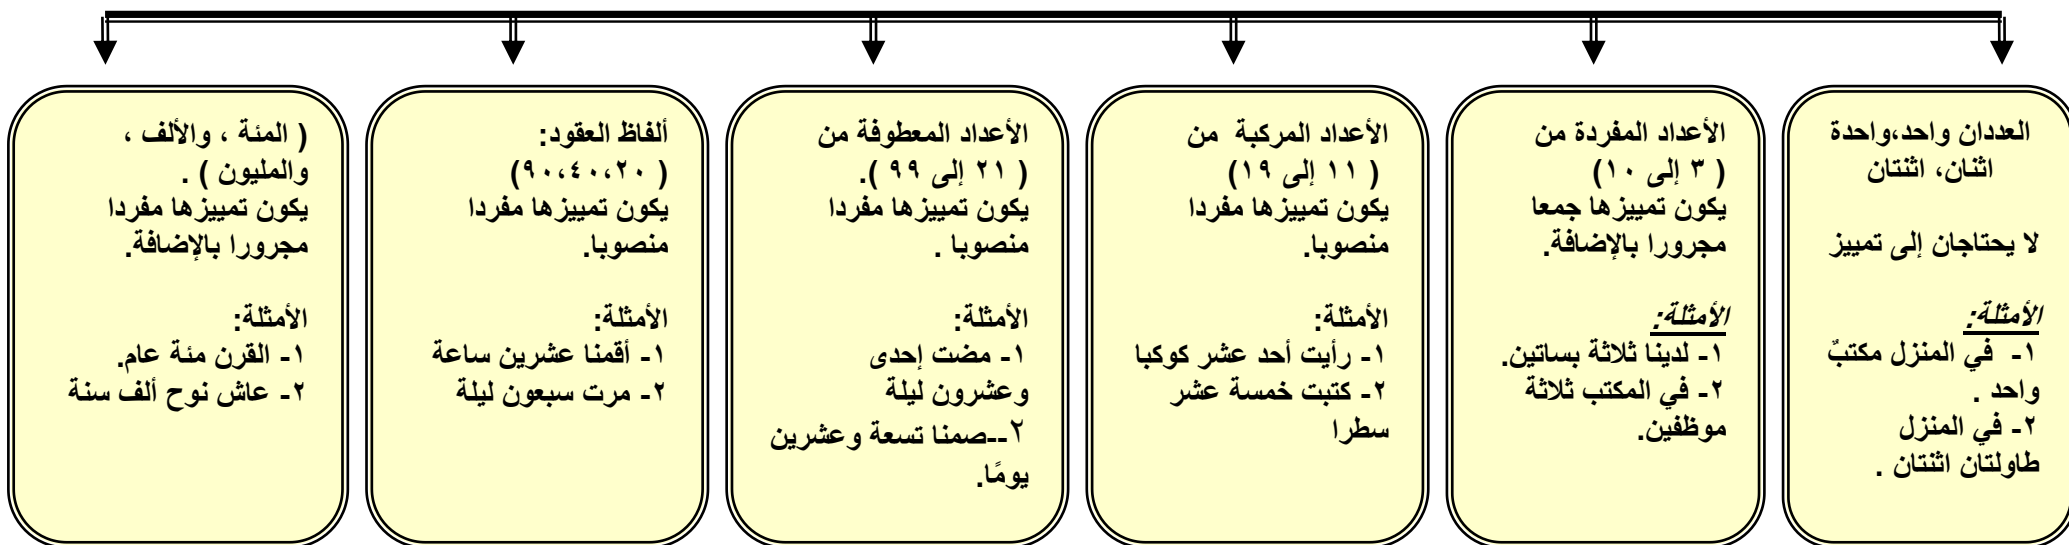 العددان واحد،واحدة
اثنان، اثنتان
لا يحتاجان إلى تمييز
الأمثلة:
١- في المنزل مكتبٌ
واحد .
٢- في المنزل
طاولتان اثنتان .
الأعداد المفردة من
( ٣ إلى ١٠)
يكون تمييزها جمعا
مجرورا بالإضافة.
الأمثلة:
١- لدينا ثلاثة بساتين.
٢- في المكتب ثلاثة
موظفين.
الأعداد المركبة من
( ١١ إلى ١٩)
يكون تمييزها مفردا
منصوبا.
الأمثلة:
١- رأيت أحد عشر كوكبا
٢- كتبت خمسة عشر
سطرا
الأعداد المعطوفة من
( ٢١ إلى ٩٩ ).
يكون تمييزها مفردا
منصوبا .
الأمثلة:
١- مضت إحدى
وعشرون ليلة
٢--صمنا تسعة وعشرين
يومًا.
ألفاظ العقود:
( ٢٠،٤٠،٩٠)
يكون تمييزها مفردا
منصوبا.
الأمثلة:
١- أقمنا عشرين ساعة
٢- مرت سبعون ليلة
( المئة ، والألف ،
والمليون ) .
يكون تمييزها مفردا
مجرورا بالإضافة.
الأمثلة:
١- القرن مئة عام.
٢- عاش نوح ألف سنة